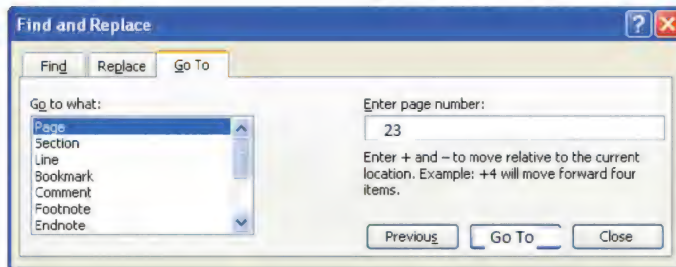 Find and Replace
Find Replace Go To
Go to what:
Page
Section
Line
Bookmark
Comment
Footnote
Endnote
Enter page number:
23
Enter + and – to move relative to the current
location. Example: +4 will move forward four
items.
Previous Go To Close